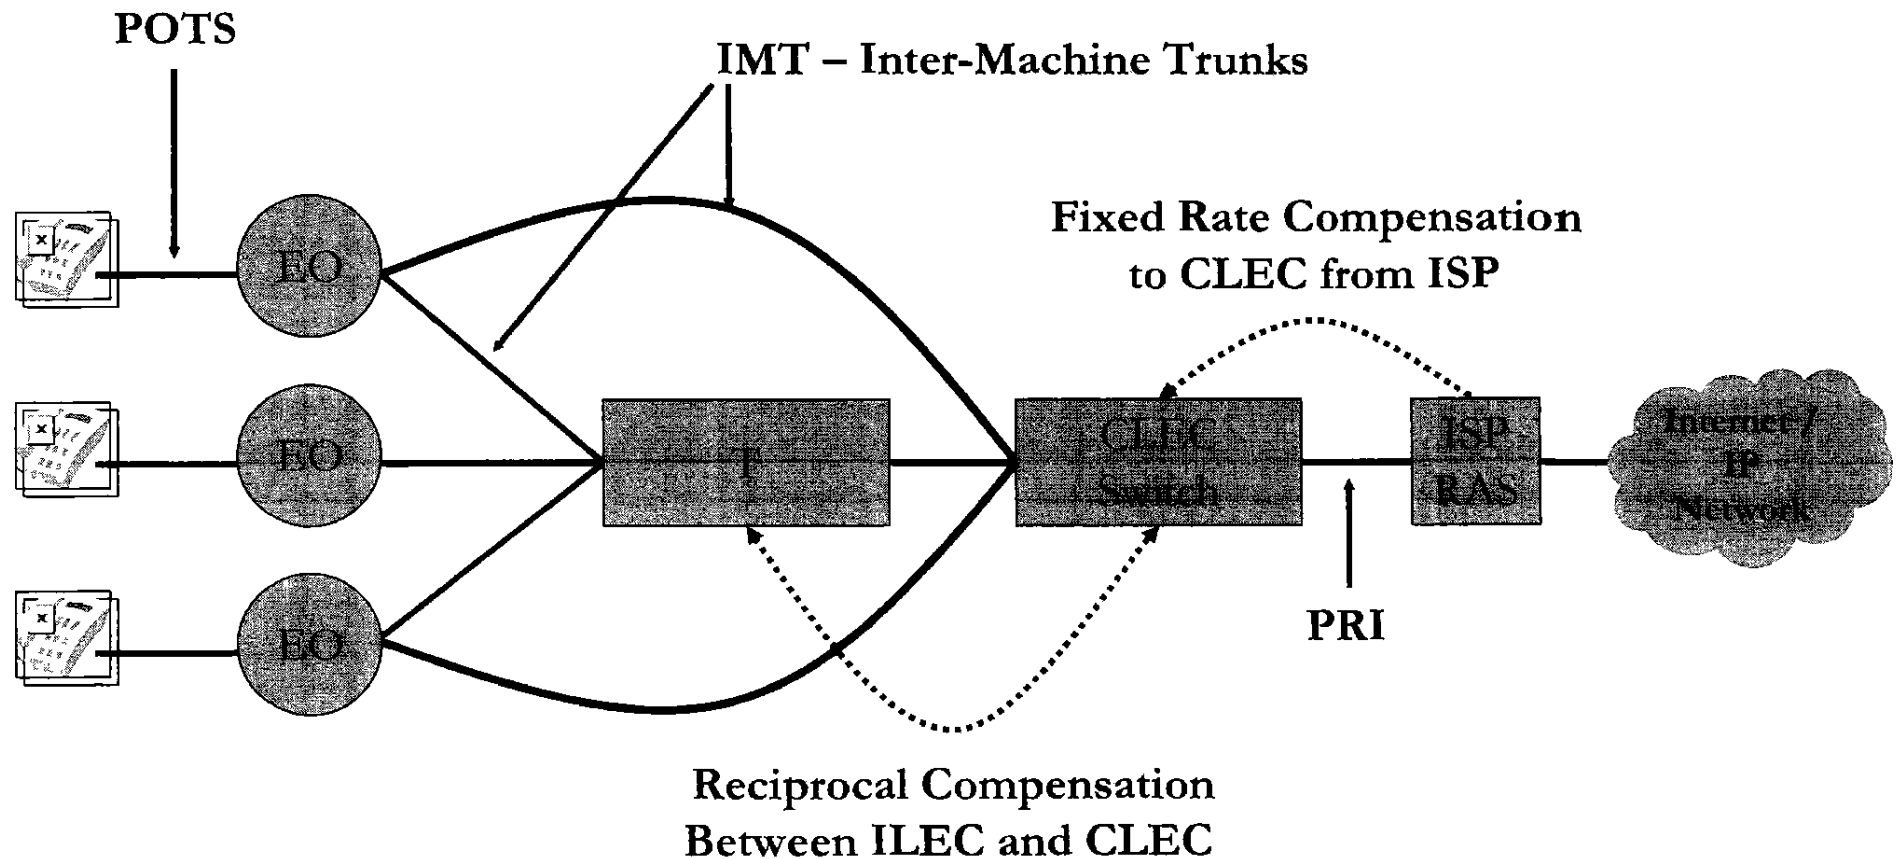 POTS
IMT – Inter-Machine Trunks
Fixed Rate Compensation
to CLEC from ISP
EO
EO
EO
T
CLEC
Switch
ISP
RAS
Internet /
IP
Network
PRI
Reciprocal Compensation
Between ILEC and CLEC